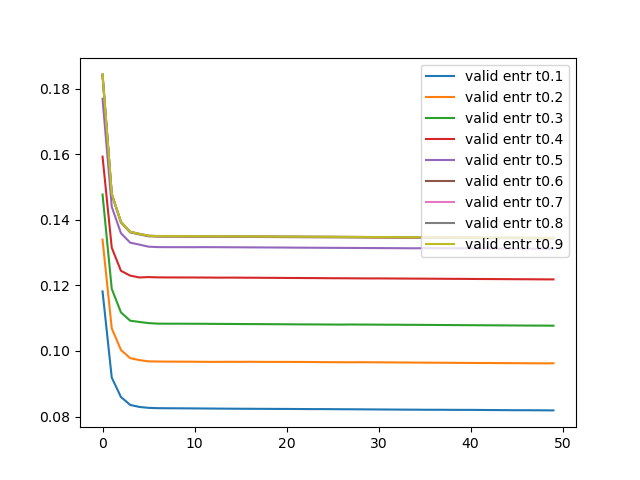 0.18
0.16
0.14
0.12
0.10
0.08
0
10
20
30
40
50
valid entr t0.1
valid entr t0.2
valid entr t0.3
valid entr t0.4
valid entr t0.5
valid entr t0.6
valid entr t0.7
valid entr t0.8
valid entr t0.9